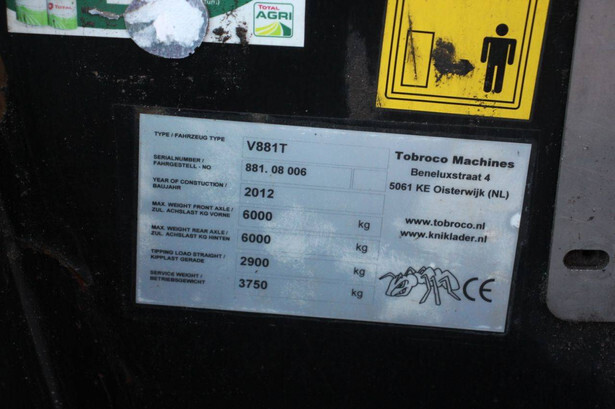 TOTAL
AGRI
TYPE / FAHRZEUG TYPE
V881T
SERIALNUMBER /
FAHRGESTELL - NO
881. 08 006
YEAR OF CONSTUCTION /
BAUJAHR
2012
MAX. WEIGHT FRONT AXLE /
ZUL. ACHSLAST KG VORNE
6000 kg
MAX. WEIGHT REAR AXLE /
ZUL. ACHSLAST KG HINTEN
6000 kg
TIPPING LOAD STRAIGHT /
KIPPLAST GERADE
2900 kg
SERVICE WEIGHT /
BETRIEBSGEWICHT
3750 kg
Tobroco Machines
Beneluxstraat 4
5061 KE Oisterwijk (NL)
www.tobroco.nl
www.kniklader.nl
CE